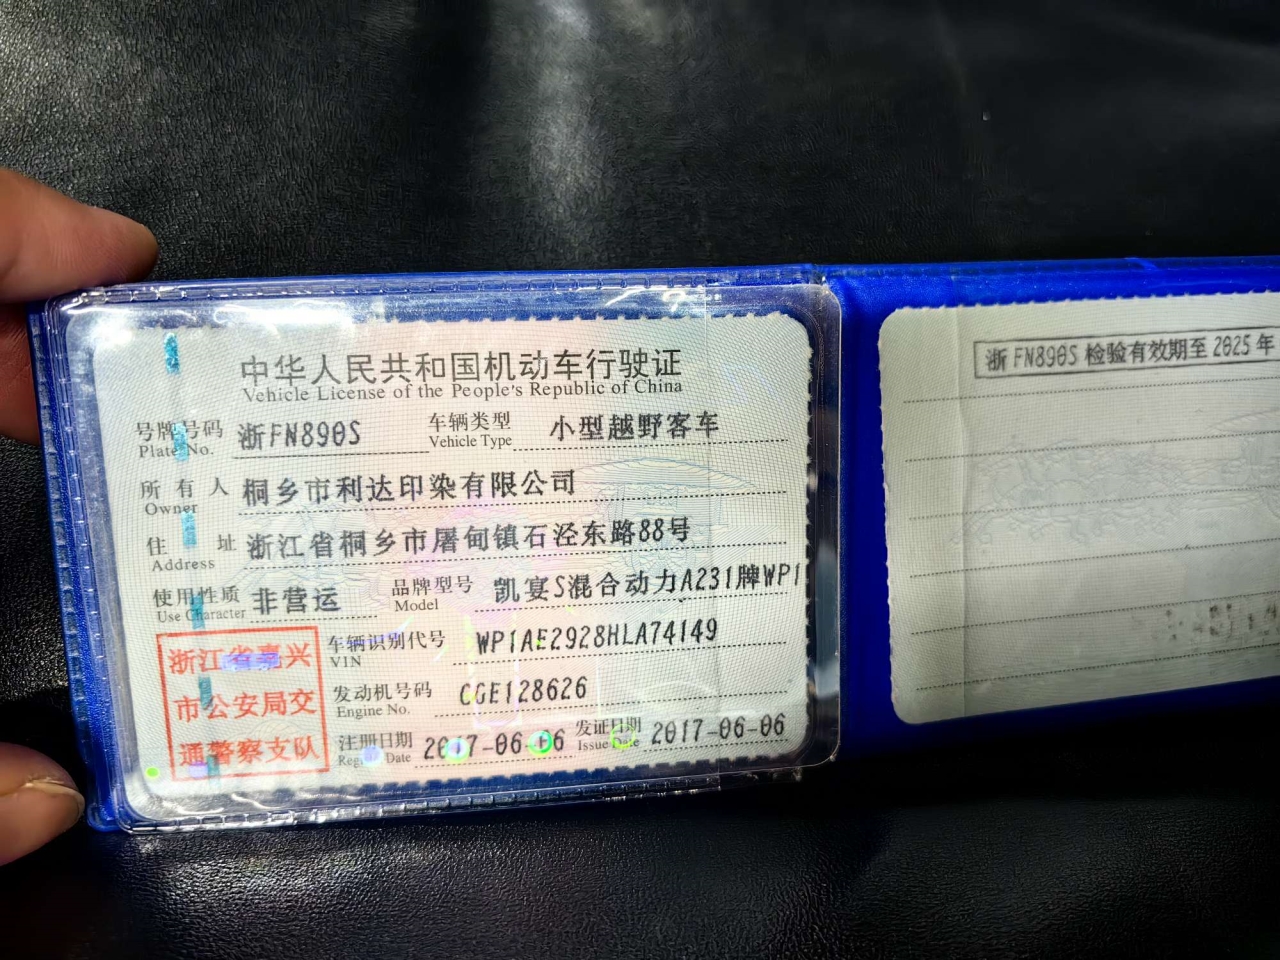 中华人民共和国机动车行驶证
Vehicle License of the People's Republic of China
号牌号码 浙FN890S 车辆类型 小型越野客车
Plate No. Vehicle Type
所有人 桐乡市利达印染有限公司
Owner
住址 浙江省桐乡市屠甸镇石泾东路88号
Address
使用性质 非营运 品牌型号 凯宴S混合动力A231牌WP1
Use Character Model
浙江省嘉兴
市公安局交
通警察支队
车辆识别代号 WP1AE2928HLA74149
VIN
发动机号码 CGE128626
Engine No.
注册日期 2017-06-06 发证日期 2017-06-06
Date Issue Date
浙FN890S 检验有效期至 2025 年